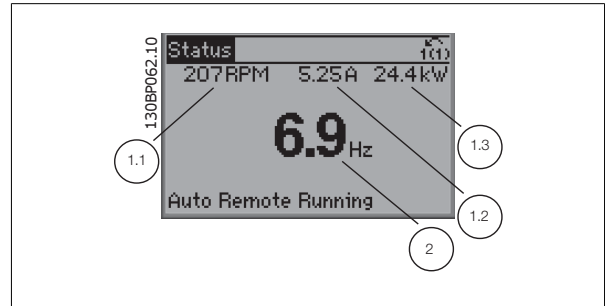 130BP062.10
Status
1(1)
207RPM 5.25A 24.4kW
1.1
6.9Hz
1.3
Auto Remote Running
1.2
2